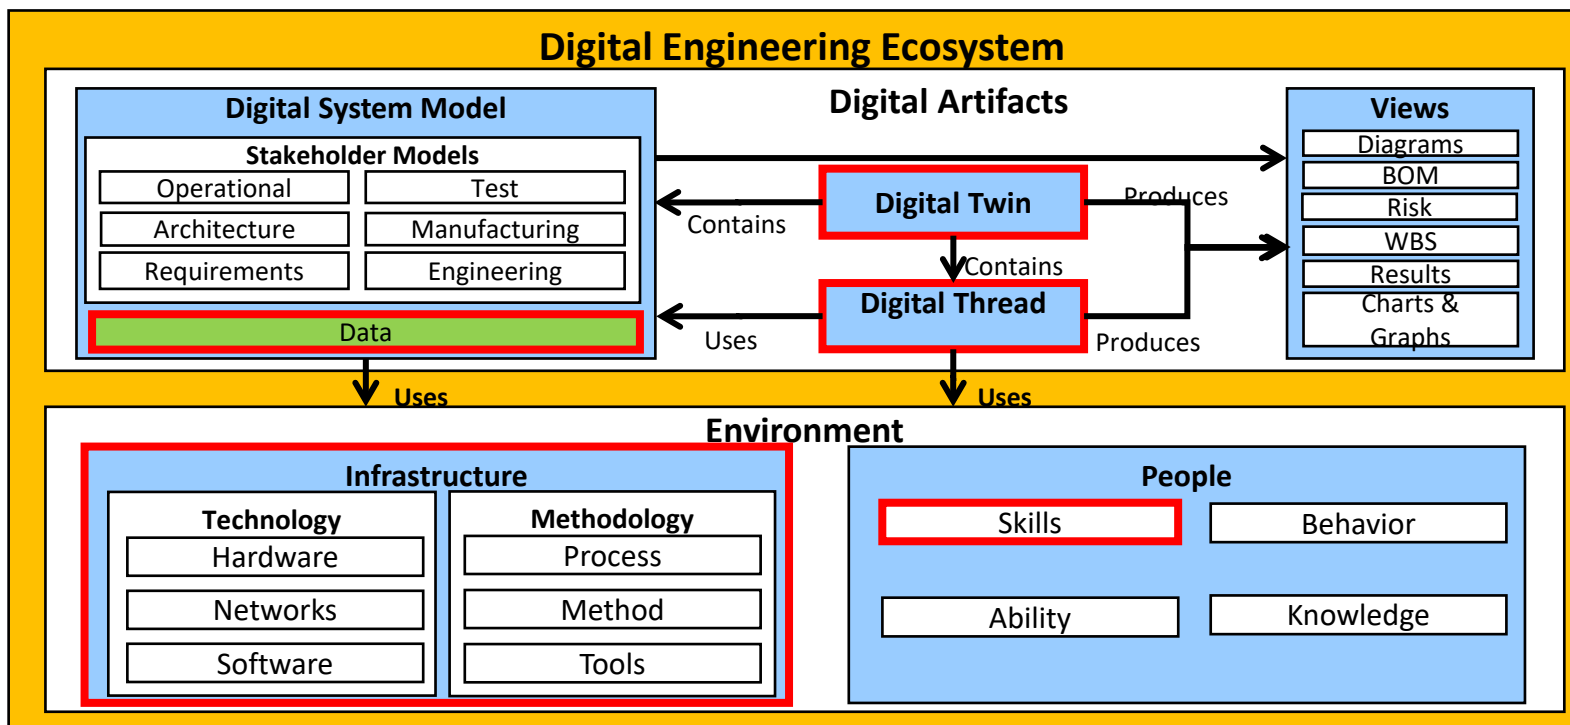 Digital Engineering Ecosystem
Digital System Model
Digital Artifacts
Views
Stakeholder Models
Operational
Test
Architecture
Manufacturing
Requirements
Engineering
Data
Contains
Digital Twin
Produces
Contains
Digital Thread
Uses
Produces
Diagrams
BOM
Risk
WBS
Results
Charts &
Graphs
Uses
Uses
Environment
Infrastructure
Technology
Hardware
Networks
Software
Methodology
Process
Method
Tools
People
Skills
Behavior
Ability
Knowledge